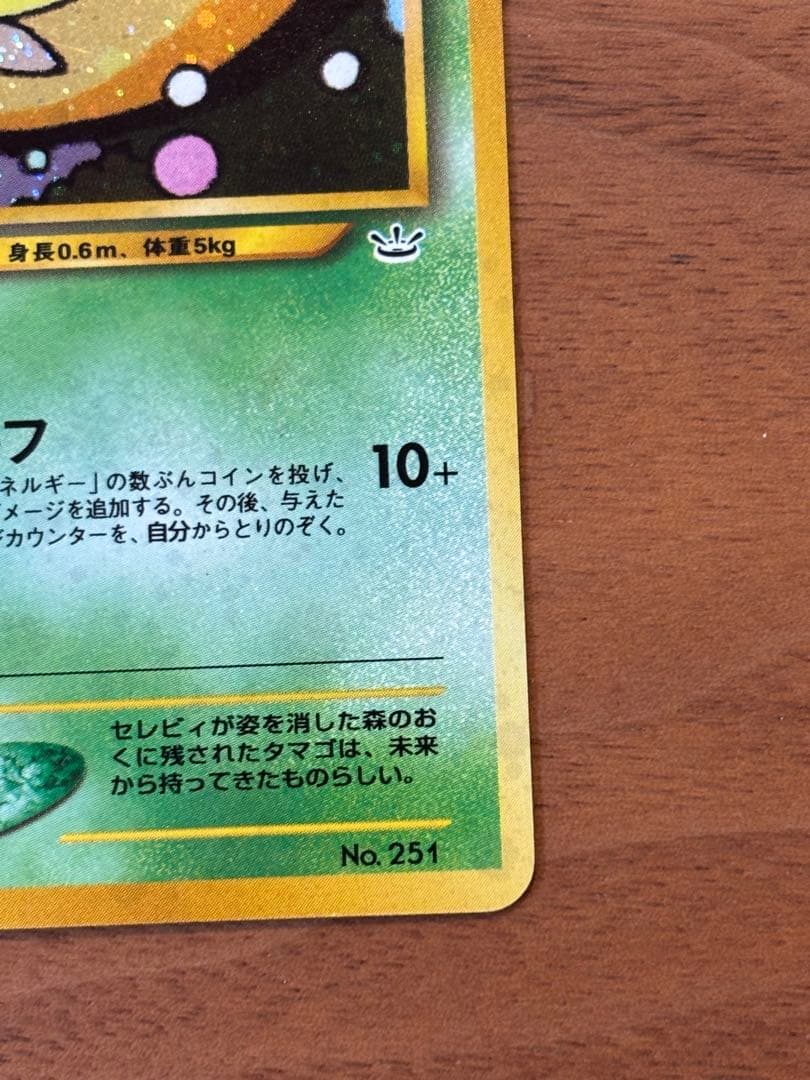 身長0.6m、体重5kg
フ
ネルギー」の数ぶんコインを投げ、
メージを追加する。その後、与えた
カウンターを、自分からとりのぞく。
10+
セレビィが姿を消した森のお
くに残されたタマゴは、未来
から持ってきたものらしい。
No. 251